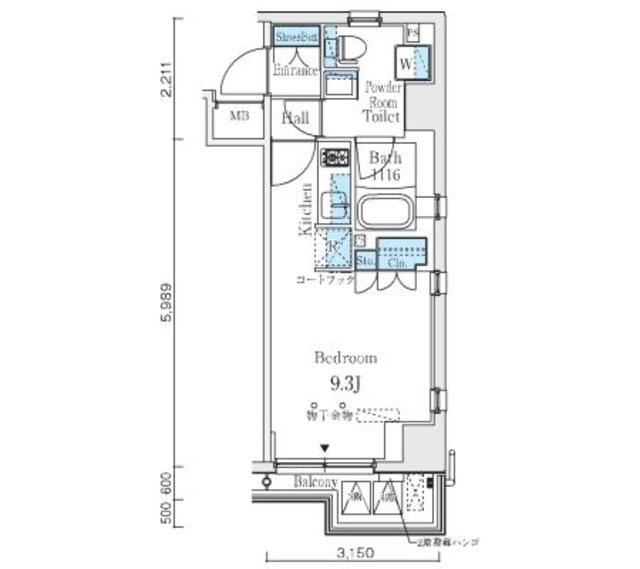 ShoesBox
PS
Entrance
W
Powder
Room
Toilet
MB
Hall
Bath
1116
Kitchen
R
PS
Sto.
Clo.
コートフック
Bedroom
9.3J
物干金物
Balcony
2階避難ハシゴ
2,211
5,989
600
500
3,150